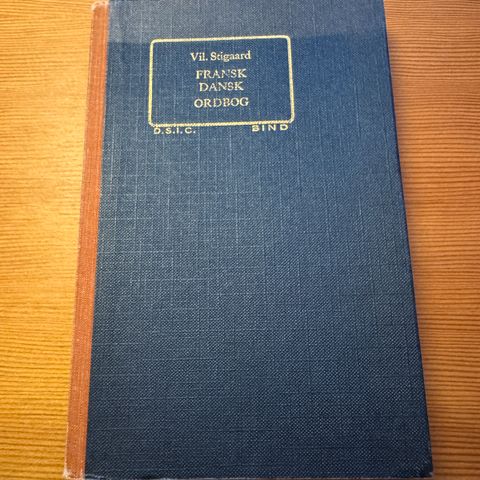 Vil. Stigaard
FRANSK
DANSK
ORDBOG
D.S.I.C. BIND